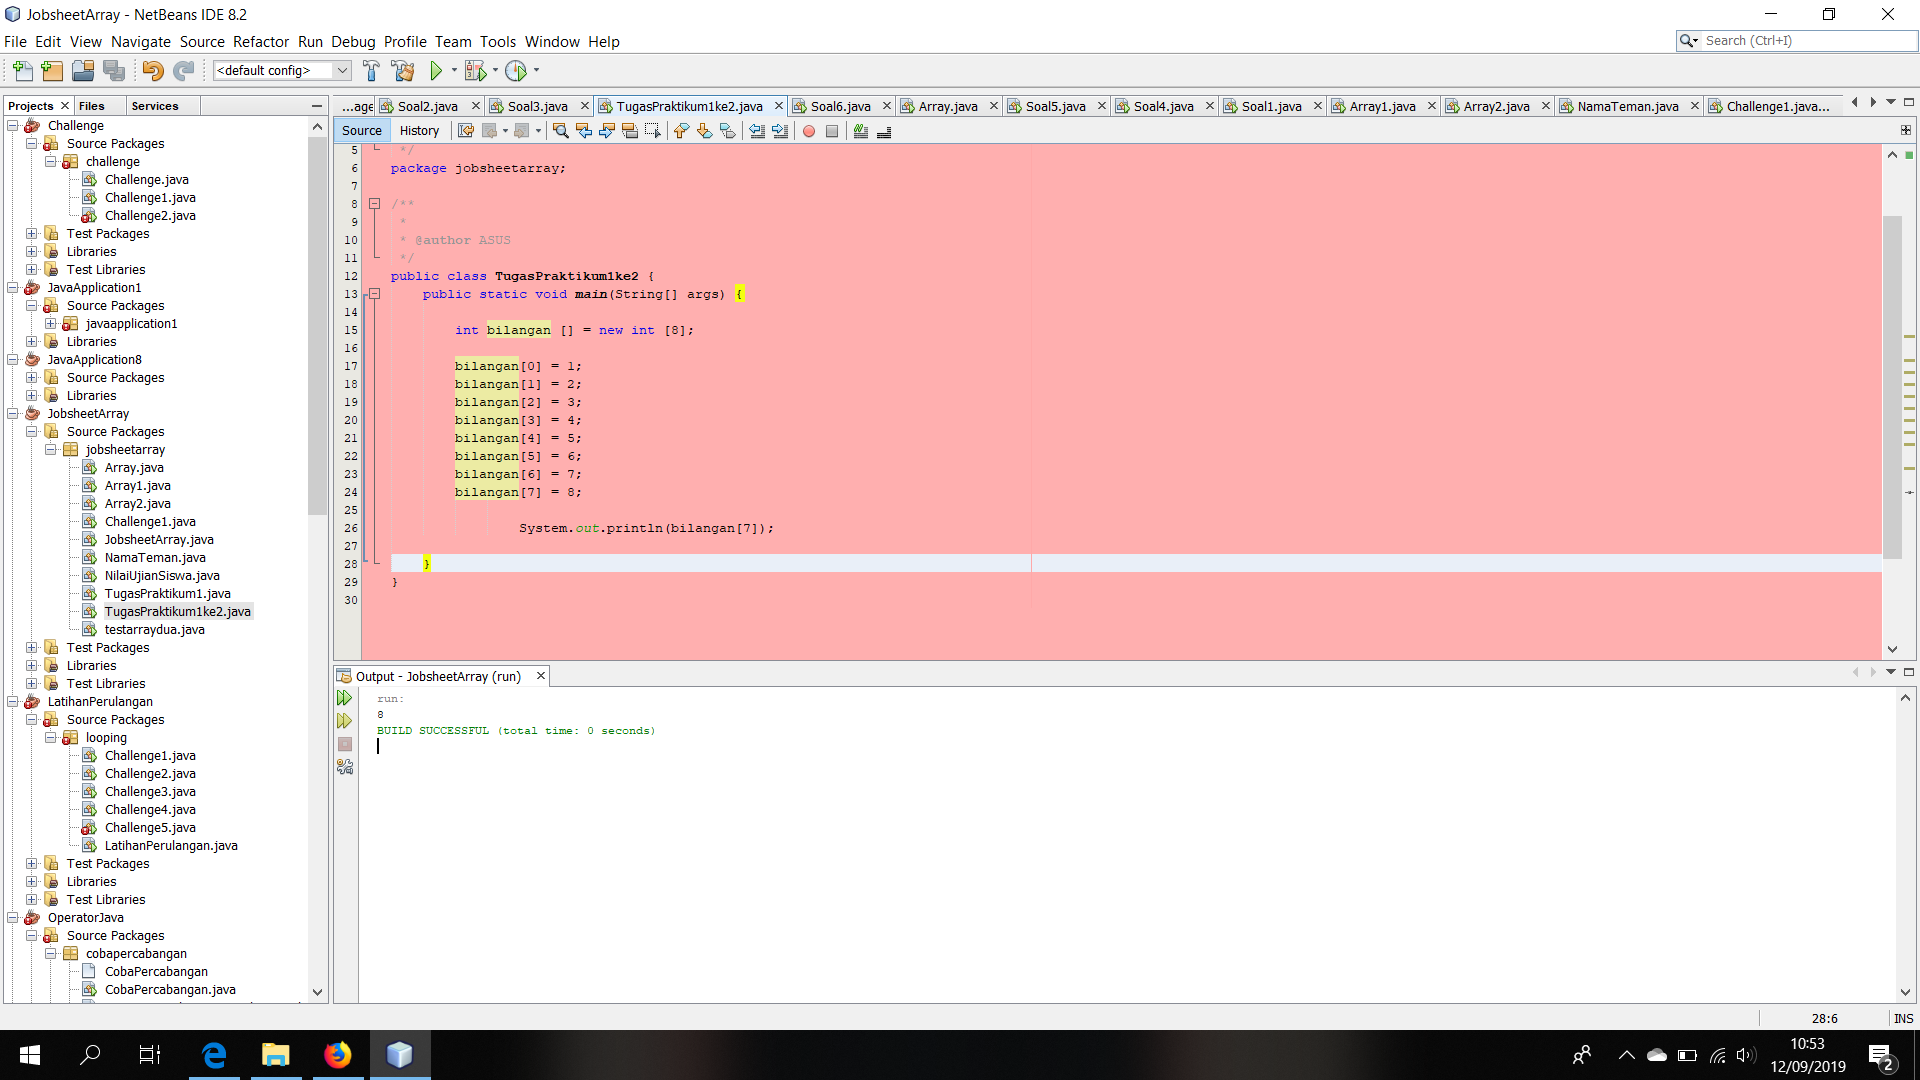 JobsheetArray - NetBeans IDE 8.2
File Edit View Navigate Source Refactor Run Debug Profile Team Tools Window Help
Search (Ctrl+I)
<default config>
Projects Files Services
Challenge
Source Packages
challenge
Challenge.java
Challenge1.java
Challenge2.java
Test Packages
Libraries
Test Libraries
JavaApplication1
Source Packages
javaapplication1
Libraries
JavaApplication8
Source Packages
Libraries
JobsheetArray
Source Packages
jobsheetarray
Array.java
Array1.java
Array2.java
Challenge1.java
JobsheetArray.java
NamaTeman.java
NilaiUjianSiswa.java
TugasPraktikum1.java
TugasPraktikum1ke2.java
testarraydua.java
Test Packages
Libraries
Test Libraries
LatihanPerulangan
Source Packages
looping
Challenge1.java
Challenge2.java
Challenge3.java
Challenge4.java
Challenge5.java
LatihanPerulangan.java
Test Packages
Libraries
Test Libraries
OperatorJava
Source Packages
cobapercabangan
CobaPercabangan
CobaPercabangan.java
...age Soal2.java Soal3.java TugasPraktikum1ke2.java Soal6.java Array.java Soal5.java Soal4.java Soal1.java Array1.java Array2.java NamaTeman.java Challenge1.java...
Source History
5 */
6 package jobsheetarray;
7
8 /**
9 *
10 * @author ASUS
11 */
12 public class TugasPraktikum1ke2 {
13 public static void main(String[] args) {
14
15 int bilangan [] = new int [8];
16
17 bilangan[0] = 1;
18 bilangan[1] = 2;
19 bilangan[2] = 3;
20 bilangan[3] = 4;
21 bilangan[4] = 5;
22 bilangan[5] = 6;
23 bilangan[6] = 7;
24 bilangan[7] = 8;
25
26 System.out.println(bilangan[7]);
27
28 }
29 }
30
Output - JobsheetArray (run)
run:
8
BUILD SUCCESSFUL (total time: 0 seconds)
28:6 INS
10:53
12/09/2019
2